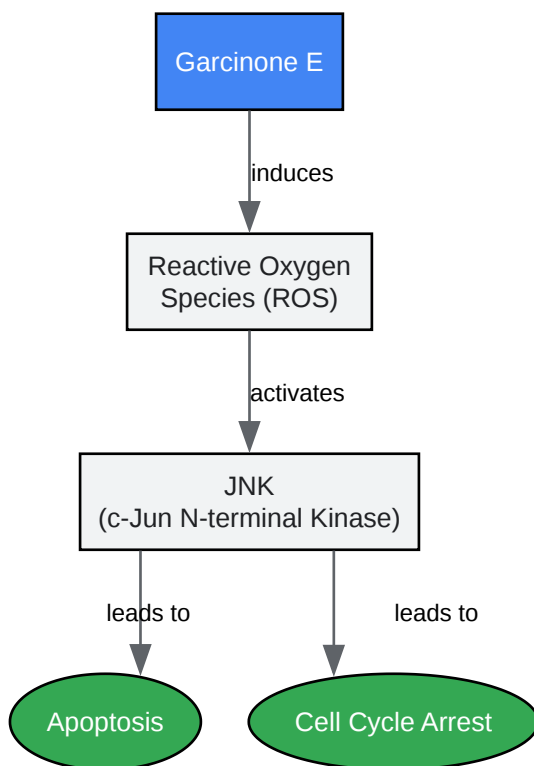 Garcinone E
induces
Reactive Oxygen
Species (ROS)
activates
JNK
(c-Jun N-terminal Kinase)
leads to
leads to
Apoptosis
Cell Cycle Arrest